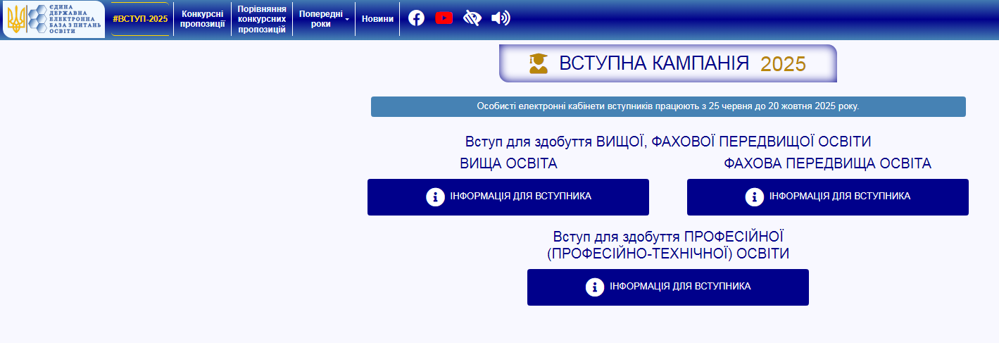 ЄДИНА
ДЕРЖАВНА
ЕЛЕКТРОННА
БАЗА З ПИТАНЬ
ОСВІТИ
#ВСТУП-2025
Конкурсні
пропозиції
Порівняння
конкурсних
пропозицій
Попередні
роки
Новини
ВСТУПНА КАМПАНІЯ 2025
Особисті електронні кабінети вступників працюють з 25 червня до 20 жовтня 2025 року.
Вступ для здобуття ВИЩОЇ, ФАХОВОЇ ПЕРЕДВИЩОЇ ОСВІТИ
ВИЩА ОСВІТА
ФАХОВА ПЕРЕДВИЩА ОСВІТА
ІНФОРМАЦІЯ ДЛЯ ВСТУПНИКА
ІНФОРМАЦІЯ ДЛЯ ВСТУПНИКА
Вступ для здобуття ПРОФЕСІЙНОЇ
(ПРОФЕСІЙНО-ТЕХНІЧНОЇ) ОСВІТИ
ІНФОРМАЦІЯ ДЛЯ ВСТУПНИКА